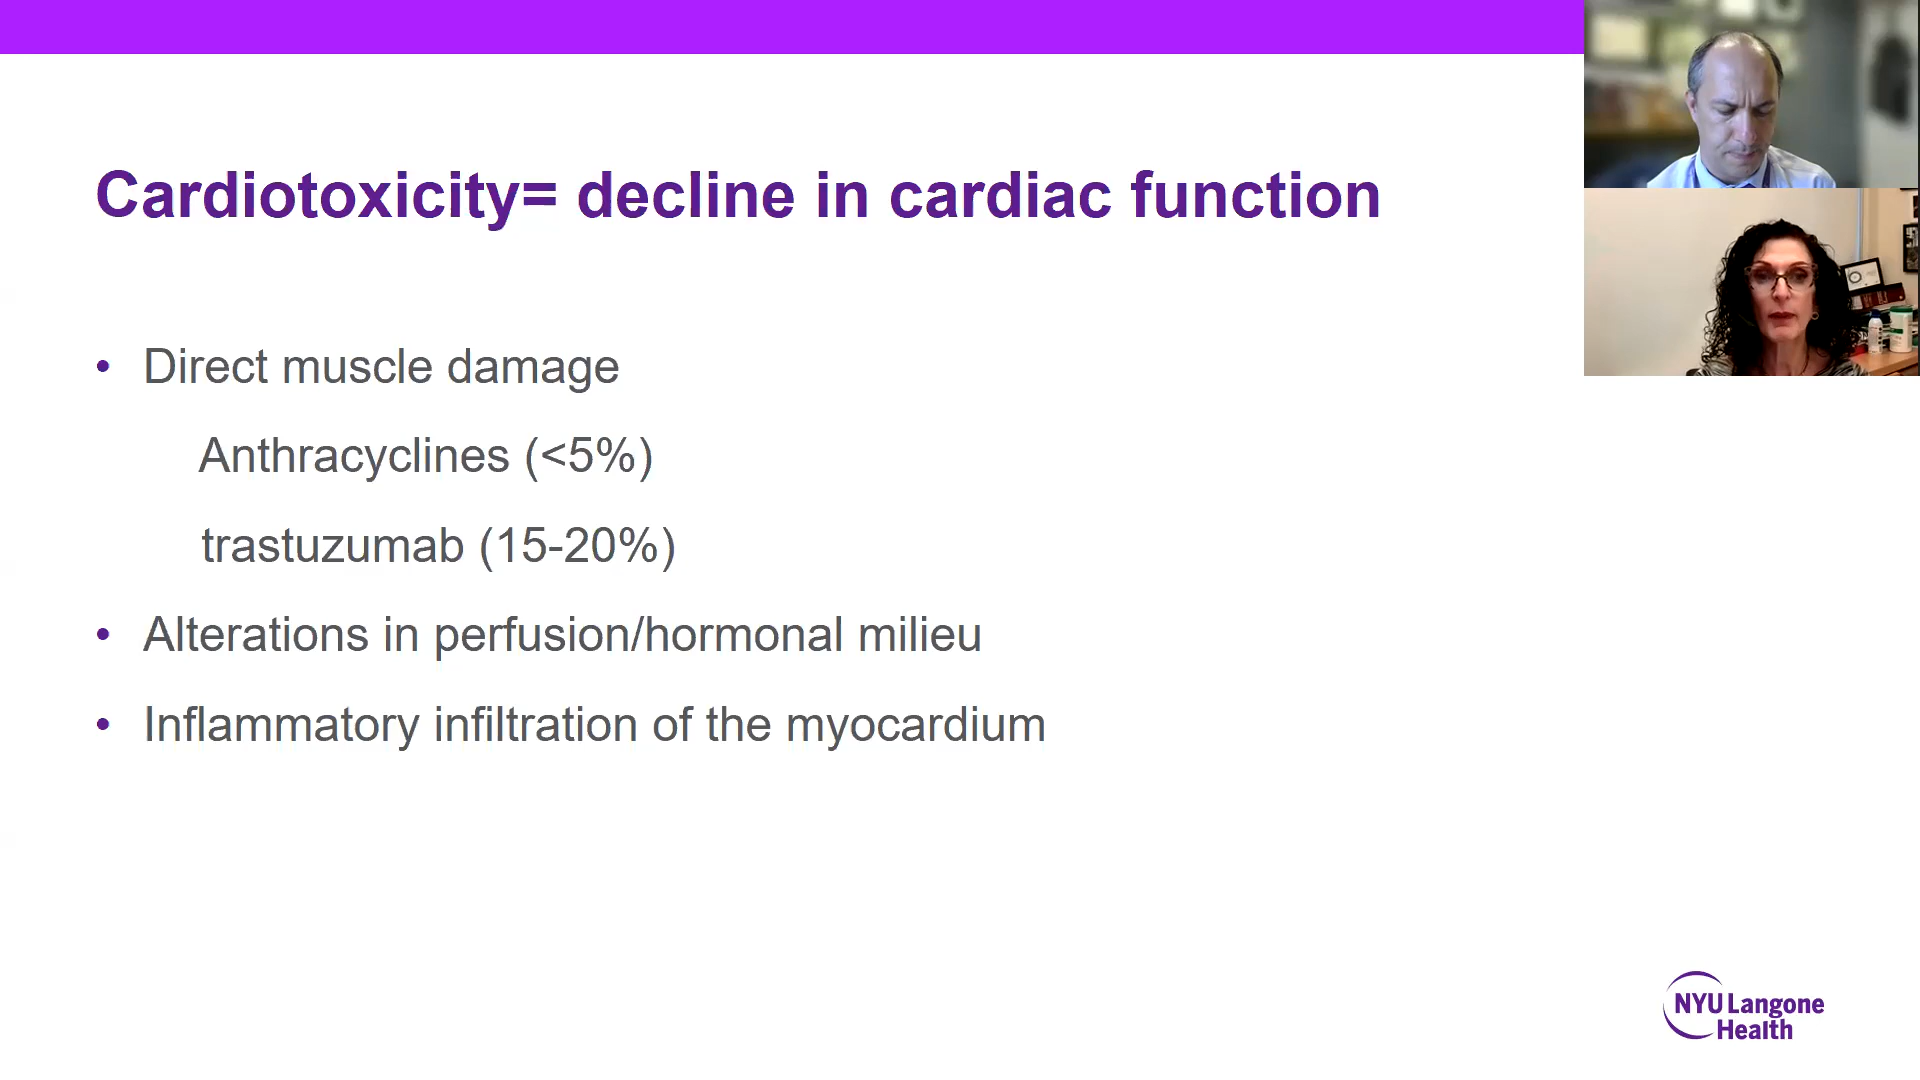 Cardiotoxicity= decline in cardiac function
• Direct muscle damage
Anthracyclines (<5%)
trastuzumab (15-20%)
• Alterations in perfusion/hormonal milieu
• Inflammatory infiltration of the myocardium
NYU Langone
Health